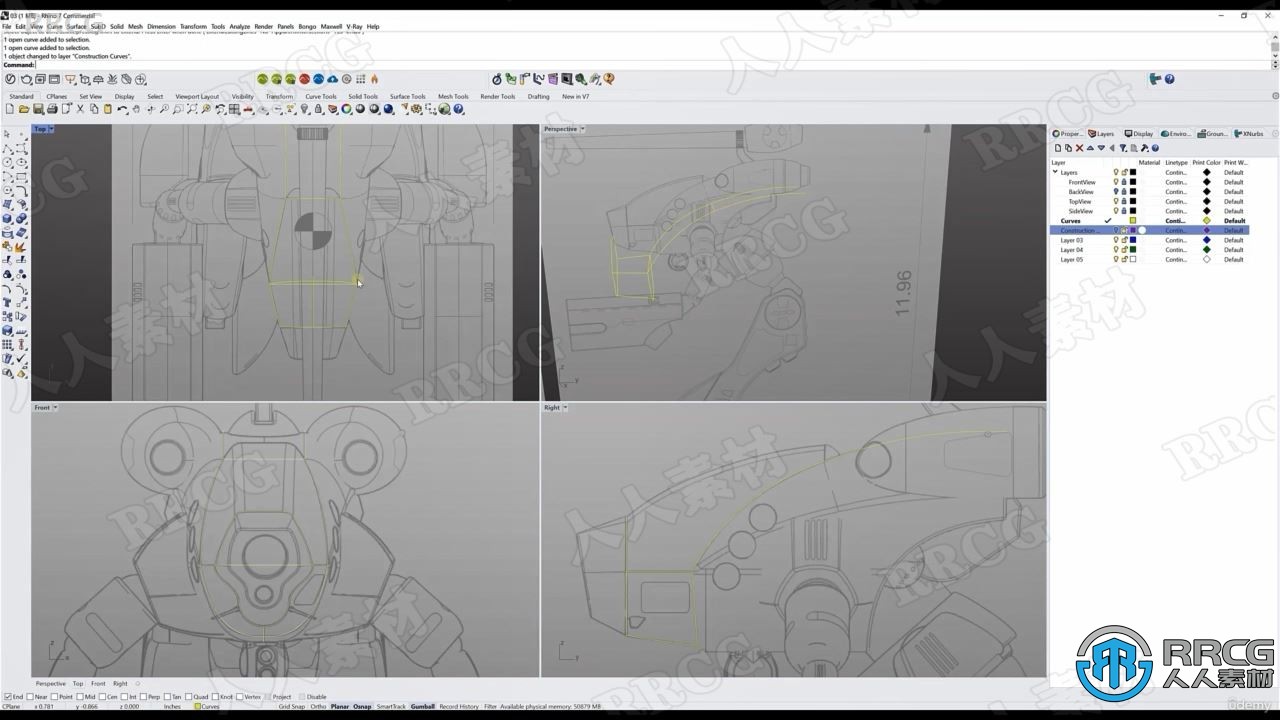 03 (1 MB) - Rhino 7 Commercial
File Edit View Curve Surface SubD Solid Mesh Dimension Transform Tools Analyze Render Panels Bongo Maxwell V-Ray Help
1 open curve added to selection.
1 open curve added to selection.
1 object changed to layer "Construction Curves".
Command:
Standard CPlanes Set View Display Select Viewport Layout Visibility Transform Curve Tools Solid Tools Surface Tools Mesh Tools Render Tools Drafting New in V7
Top
Perspective
Proper... Layers Display Enviro... Groun... XNurbs
Layer Material Linetype Print Color Print W...
Layers Contin... Default
FrontView Contin... Default
BackView Contin... Default
TopView Contin... Default
SideView Contin... Default
Curves Conti... Default
Construction ... Contin... Default
Layer 03 Contin... Default
Layer 04 Contin... Default
Layer 05 Contin... Default
11.96
z
y
x
Front
Right
z
x
z
y
RRCG
人人素材
Perspective Top Front Right
End Near Point Mid Cen Int Perp Tan Quad Knot Vertex Project Disable
CPlane x 0.781 y -0.866 z 0.000 Inches Curves Grid Snap Ortho Planar Osnap SmartTrack Gumball Record History Filter Available physical memory: 50879 MB
ûdemy